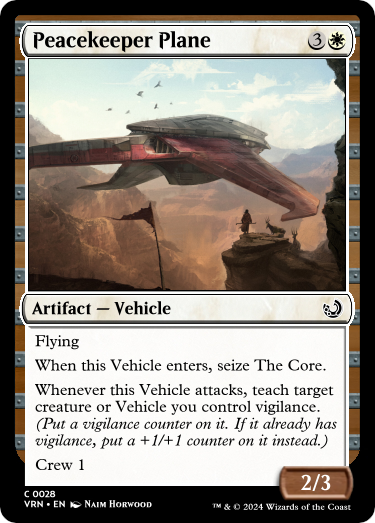 Peacekeeper Plane 3
Artifact — Vehicle
Flying
When this Vehicle enters, seize The Core.
Whenever this Vehicle attacks, teach target
creature or Vehicle you control vigilance.
(Put a vigilance counter on it. If it already has
vigilance, put a +1/+1 counter on it instead.)
Crew 1
2/3
C 0028
VRN • EN Naim Horwood
™ & © 2024 Wizards of the Coast